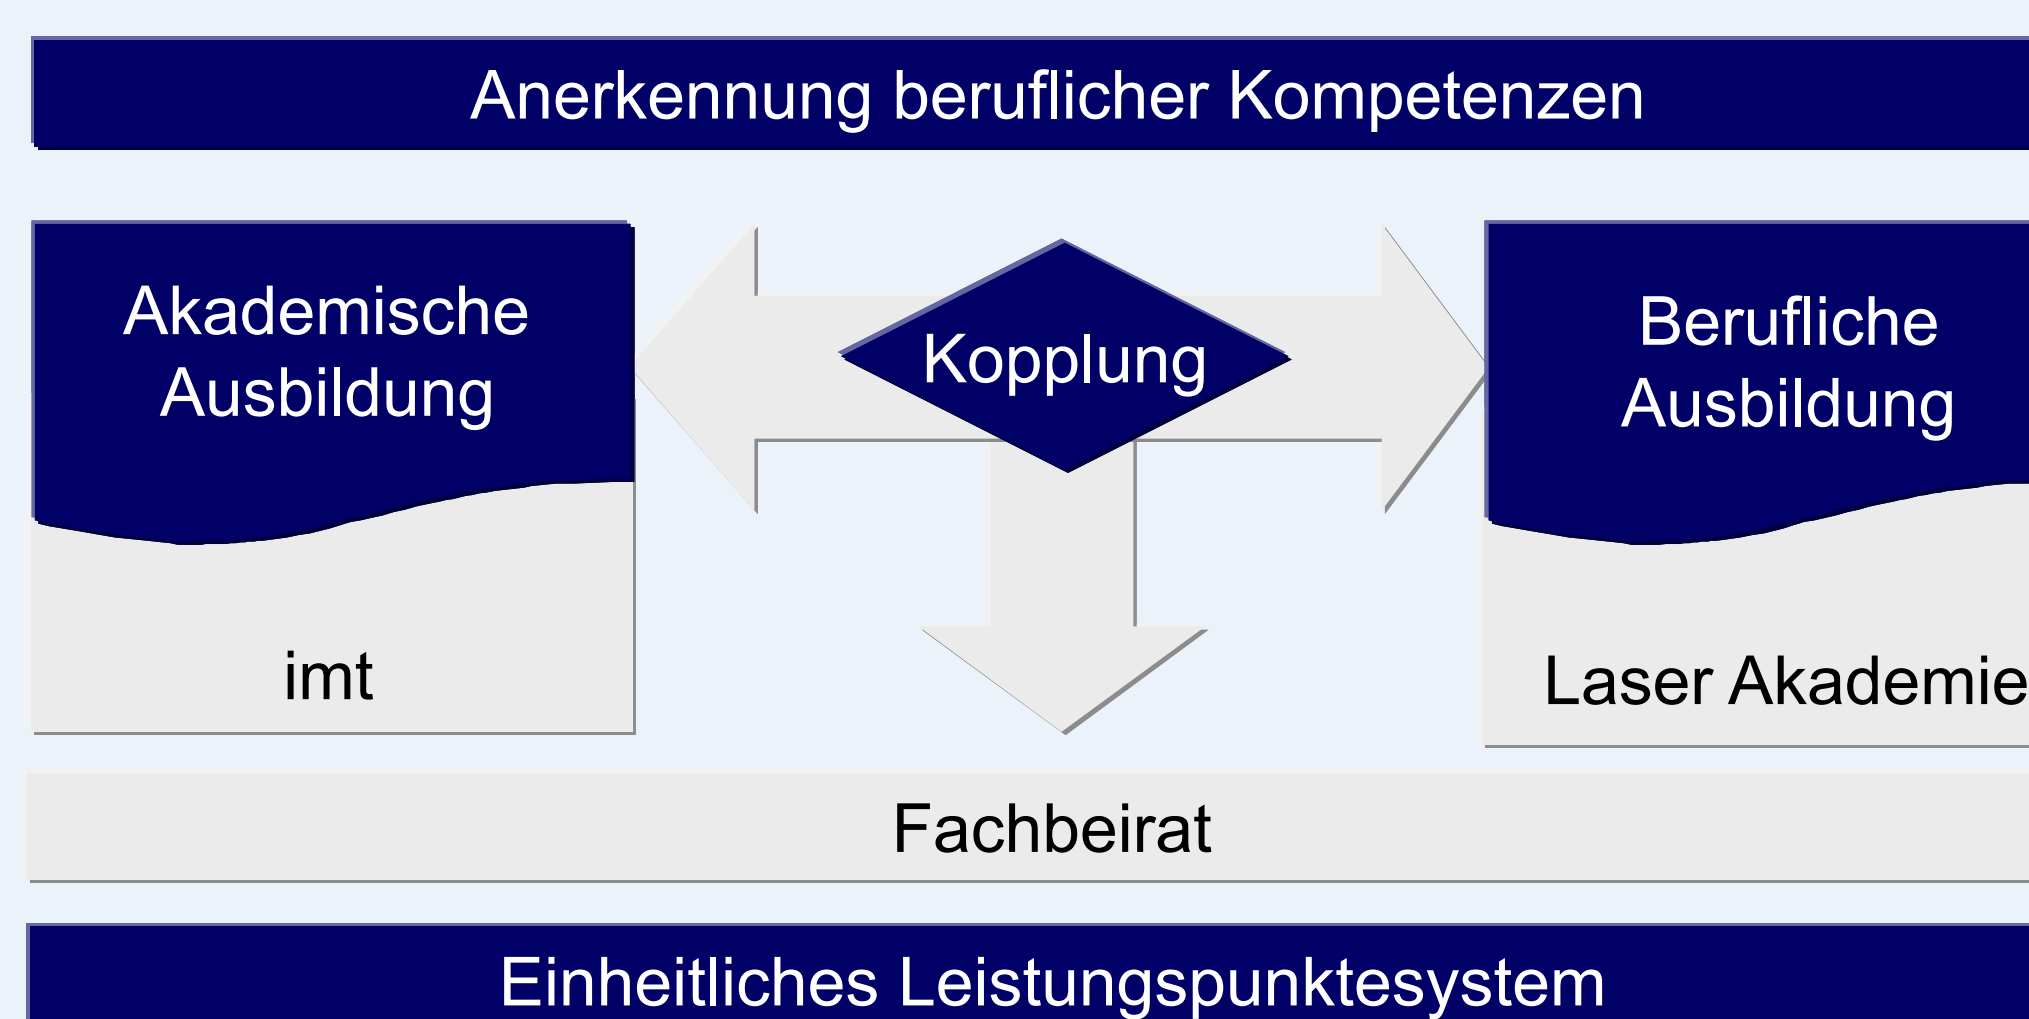 Anerkennung beruflicher Kompetenzen
Akademische
Ausbildung
imt
Kopplung
Berufliche
Ausbildung
Laser Akademie
Fachbeirat
Einheitliches Leistungspunktesystem